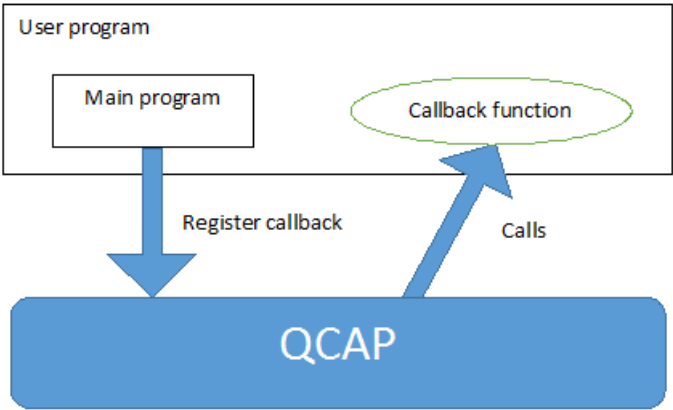 User program
Main program
Callback function
Register callback
Calls
QCAP